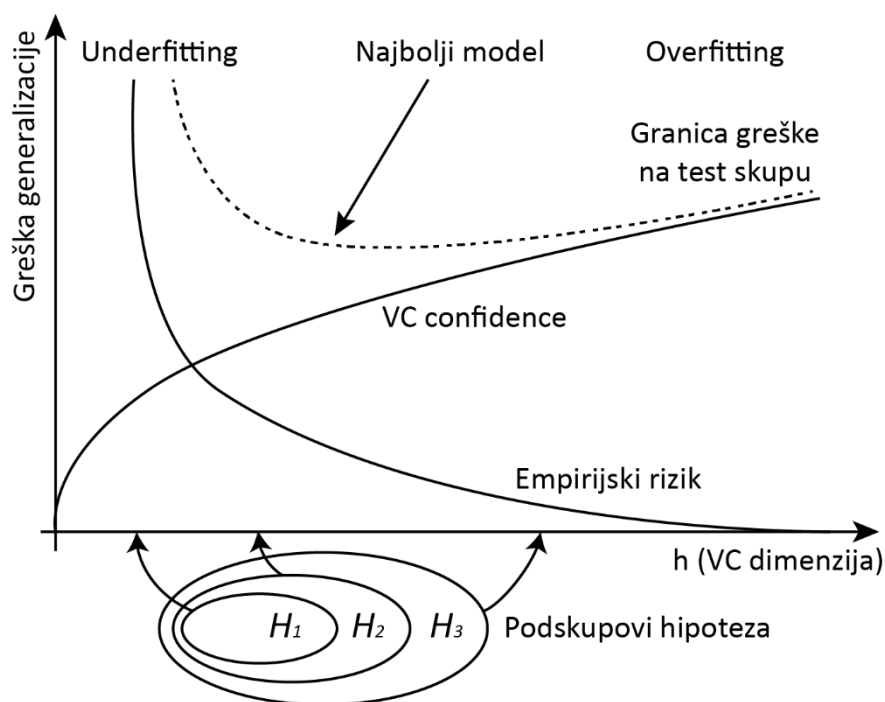 Underfitting
Najbolji model
Overfitting
Greška generalizacije
Granica greške
na test skupu
VC confidence
Empirijski rizik
h (VC dimenzija)
H1
H2
H3
Podskupovi hipoteza